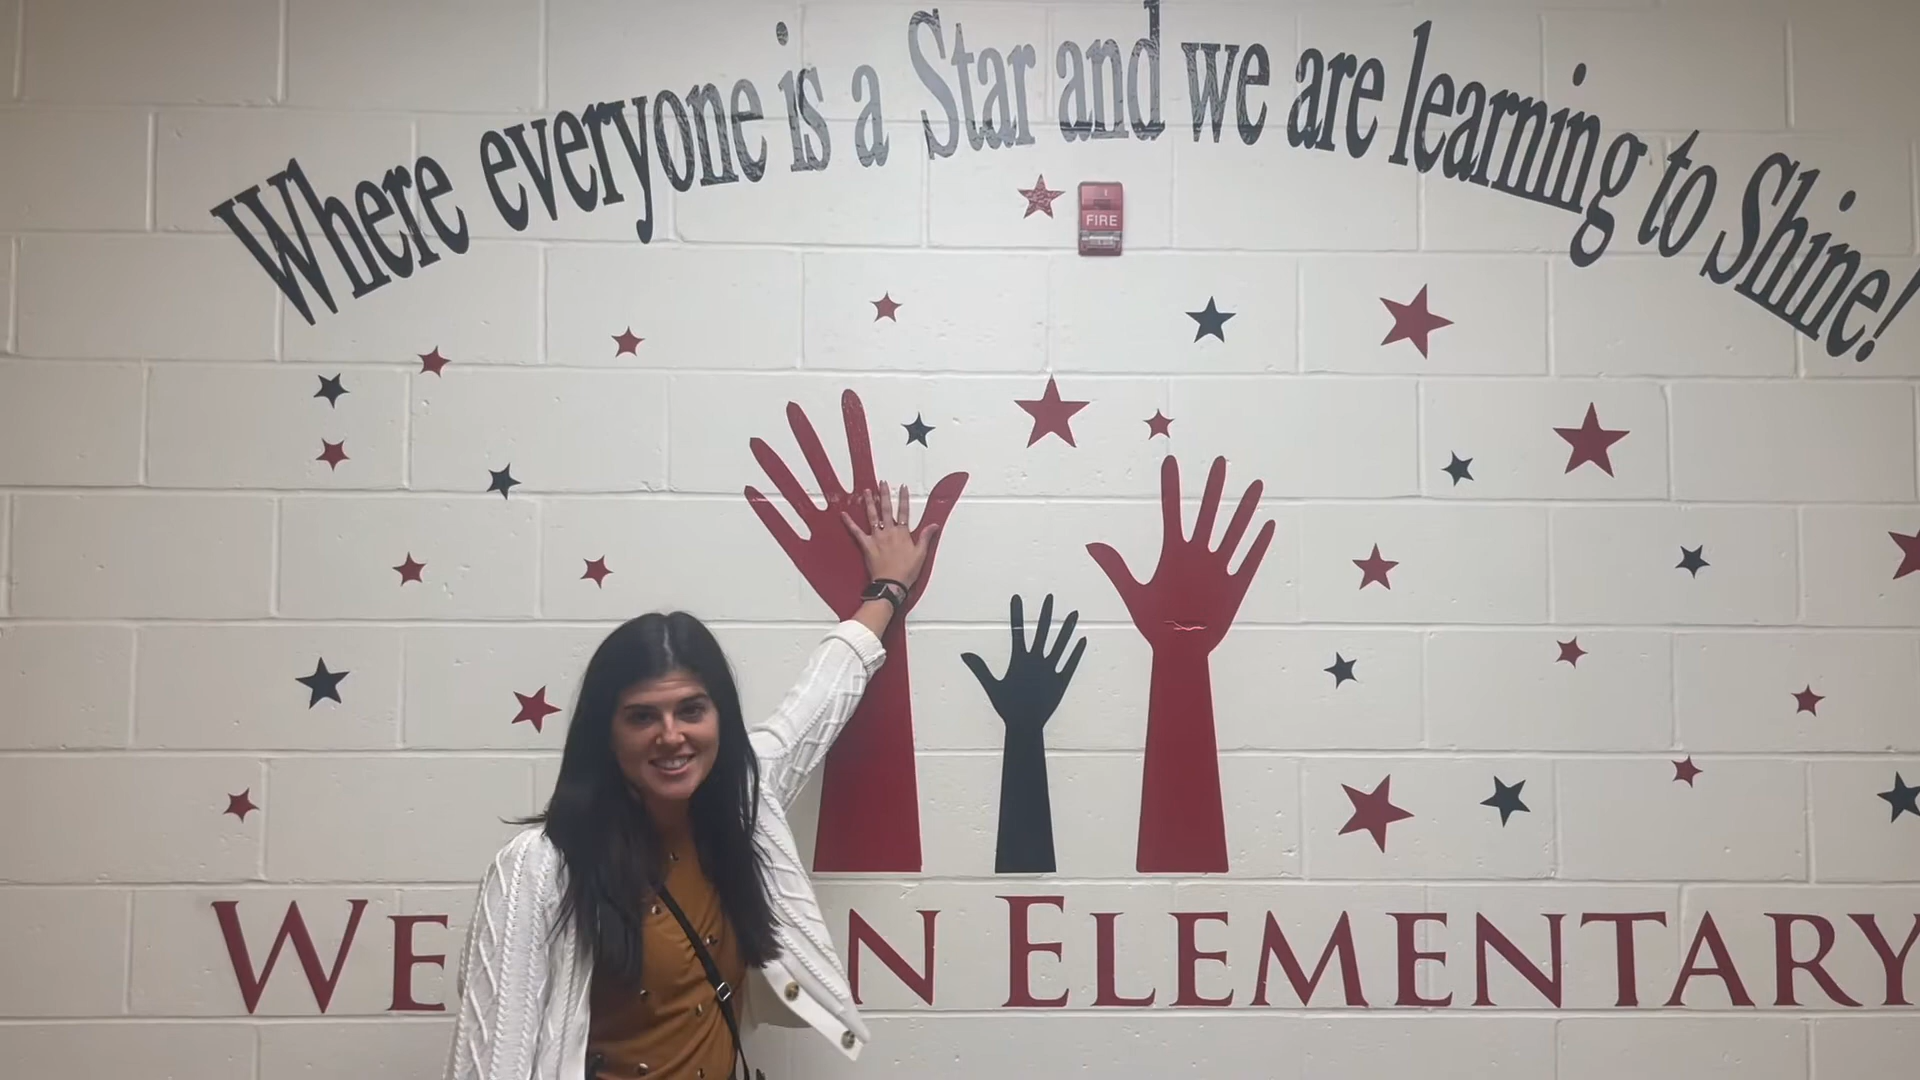 Where everyone is a Star and we are learning to Shine!
FIRE
WE N ELEMENTARY